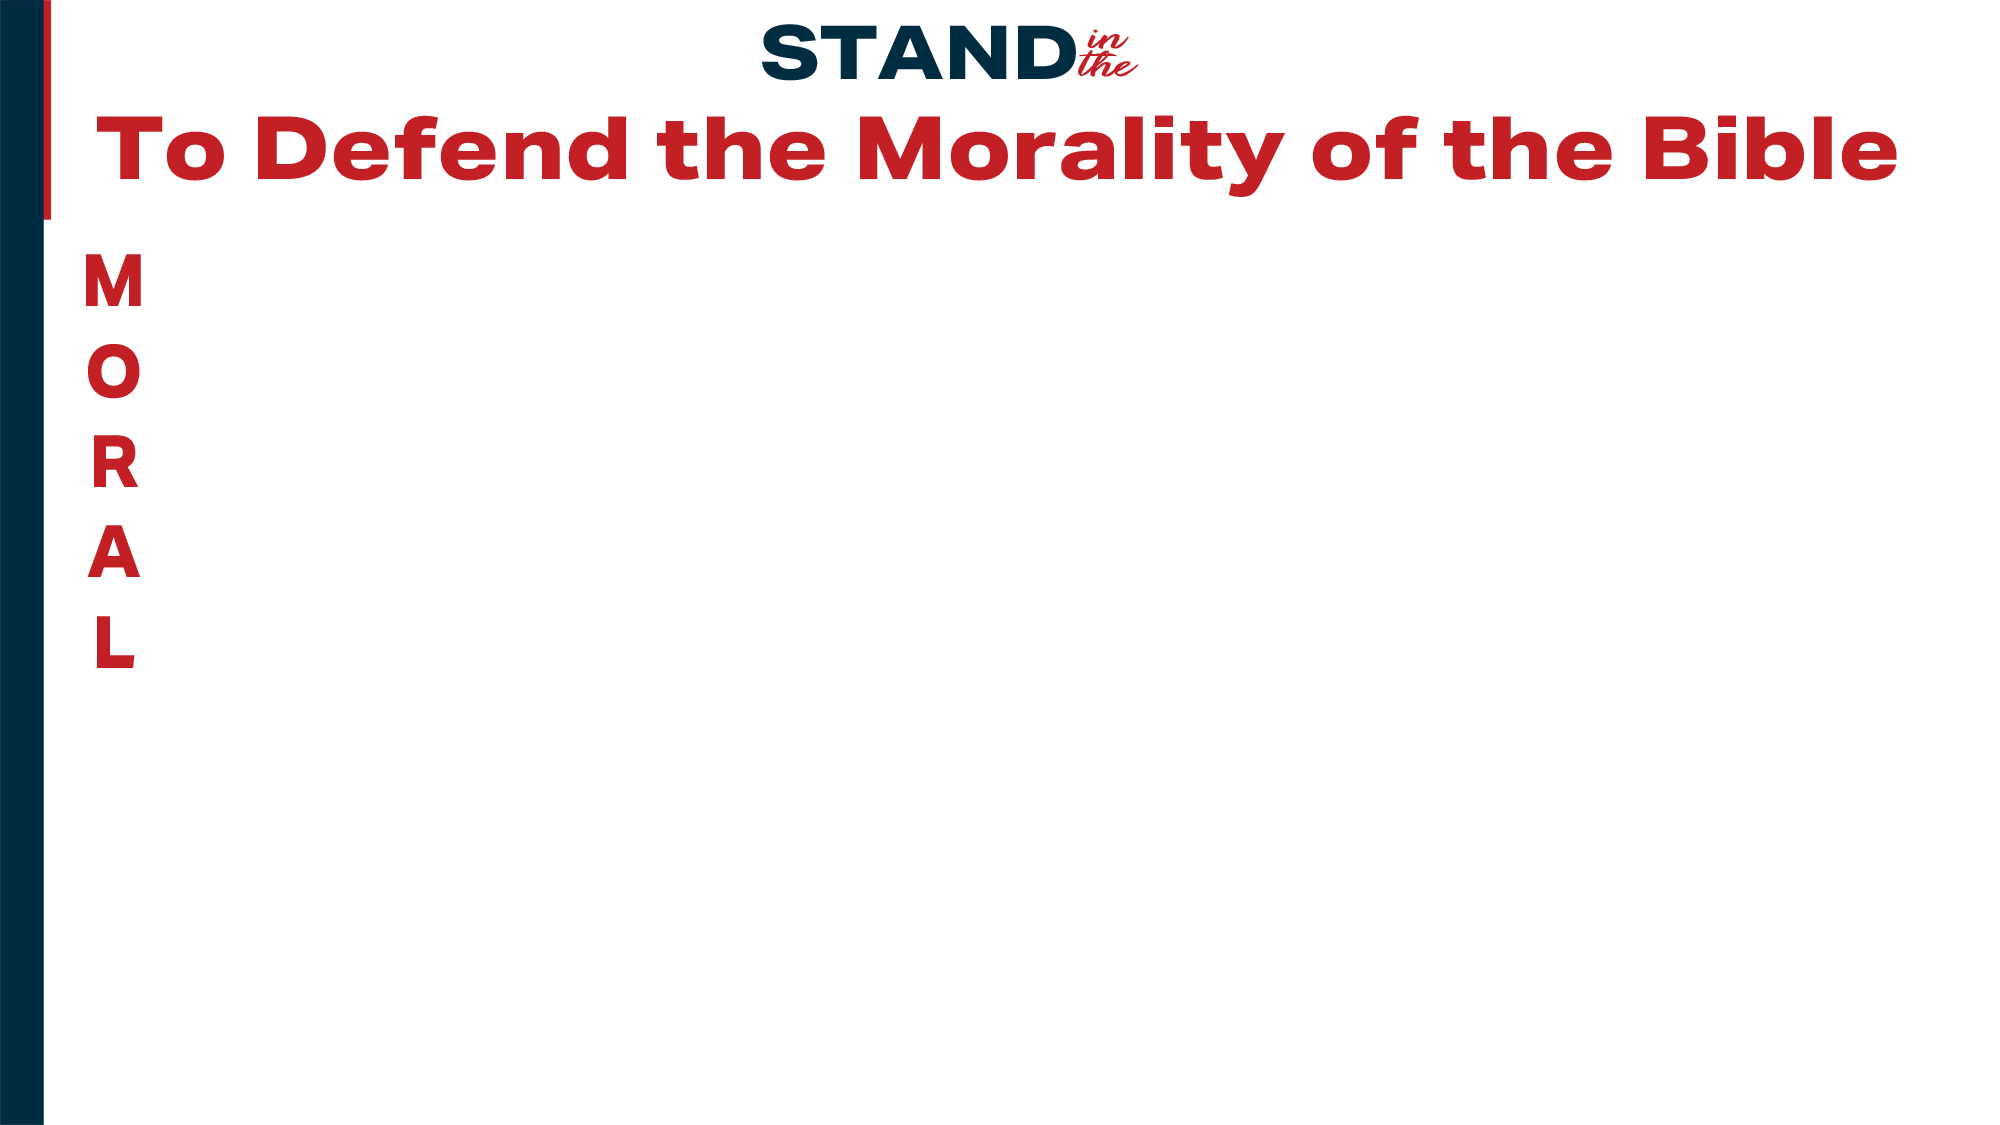 STAND in the
To Defend the Morality of the Bible
M
O
R
A
L